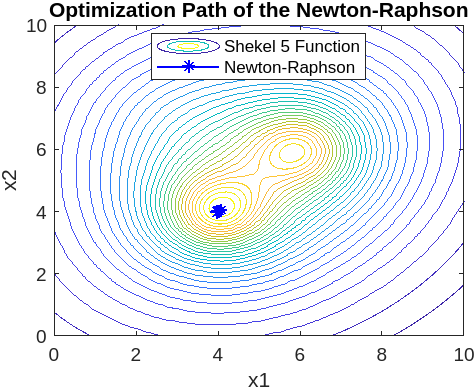 Optimization Path of the Newton-Raphson
Shekel 5 Function
Newton-Raphson
10
8
6
4
2
0
x2
0 2 4 6 8 10
x1